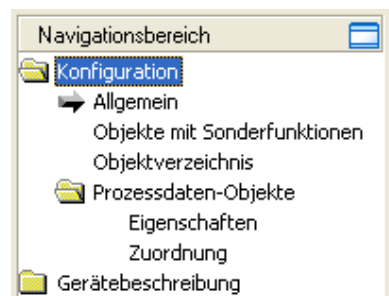 Navigationsbereich
Konfiguration
Allgemein
Objekte mit Sonderfunktionen
Objektverzeichnis
Prozessdaten-Objekte
Eigenschaften
Zuordnung
Gerätebeschreibung